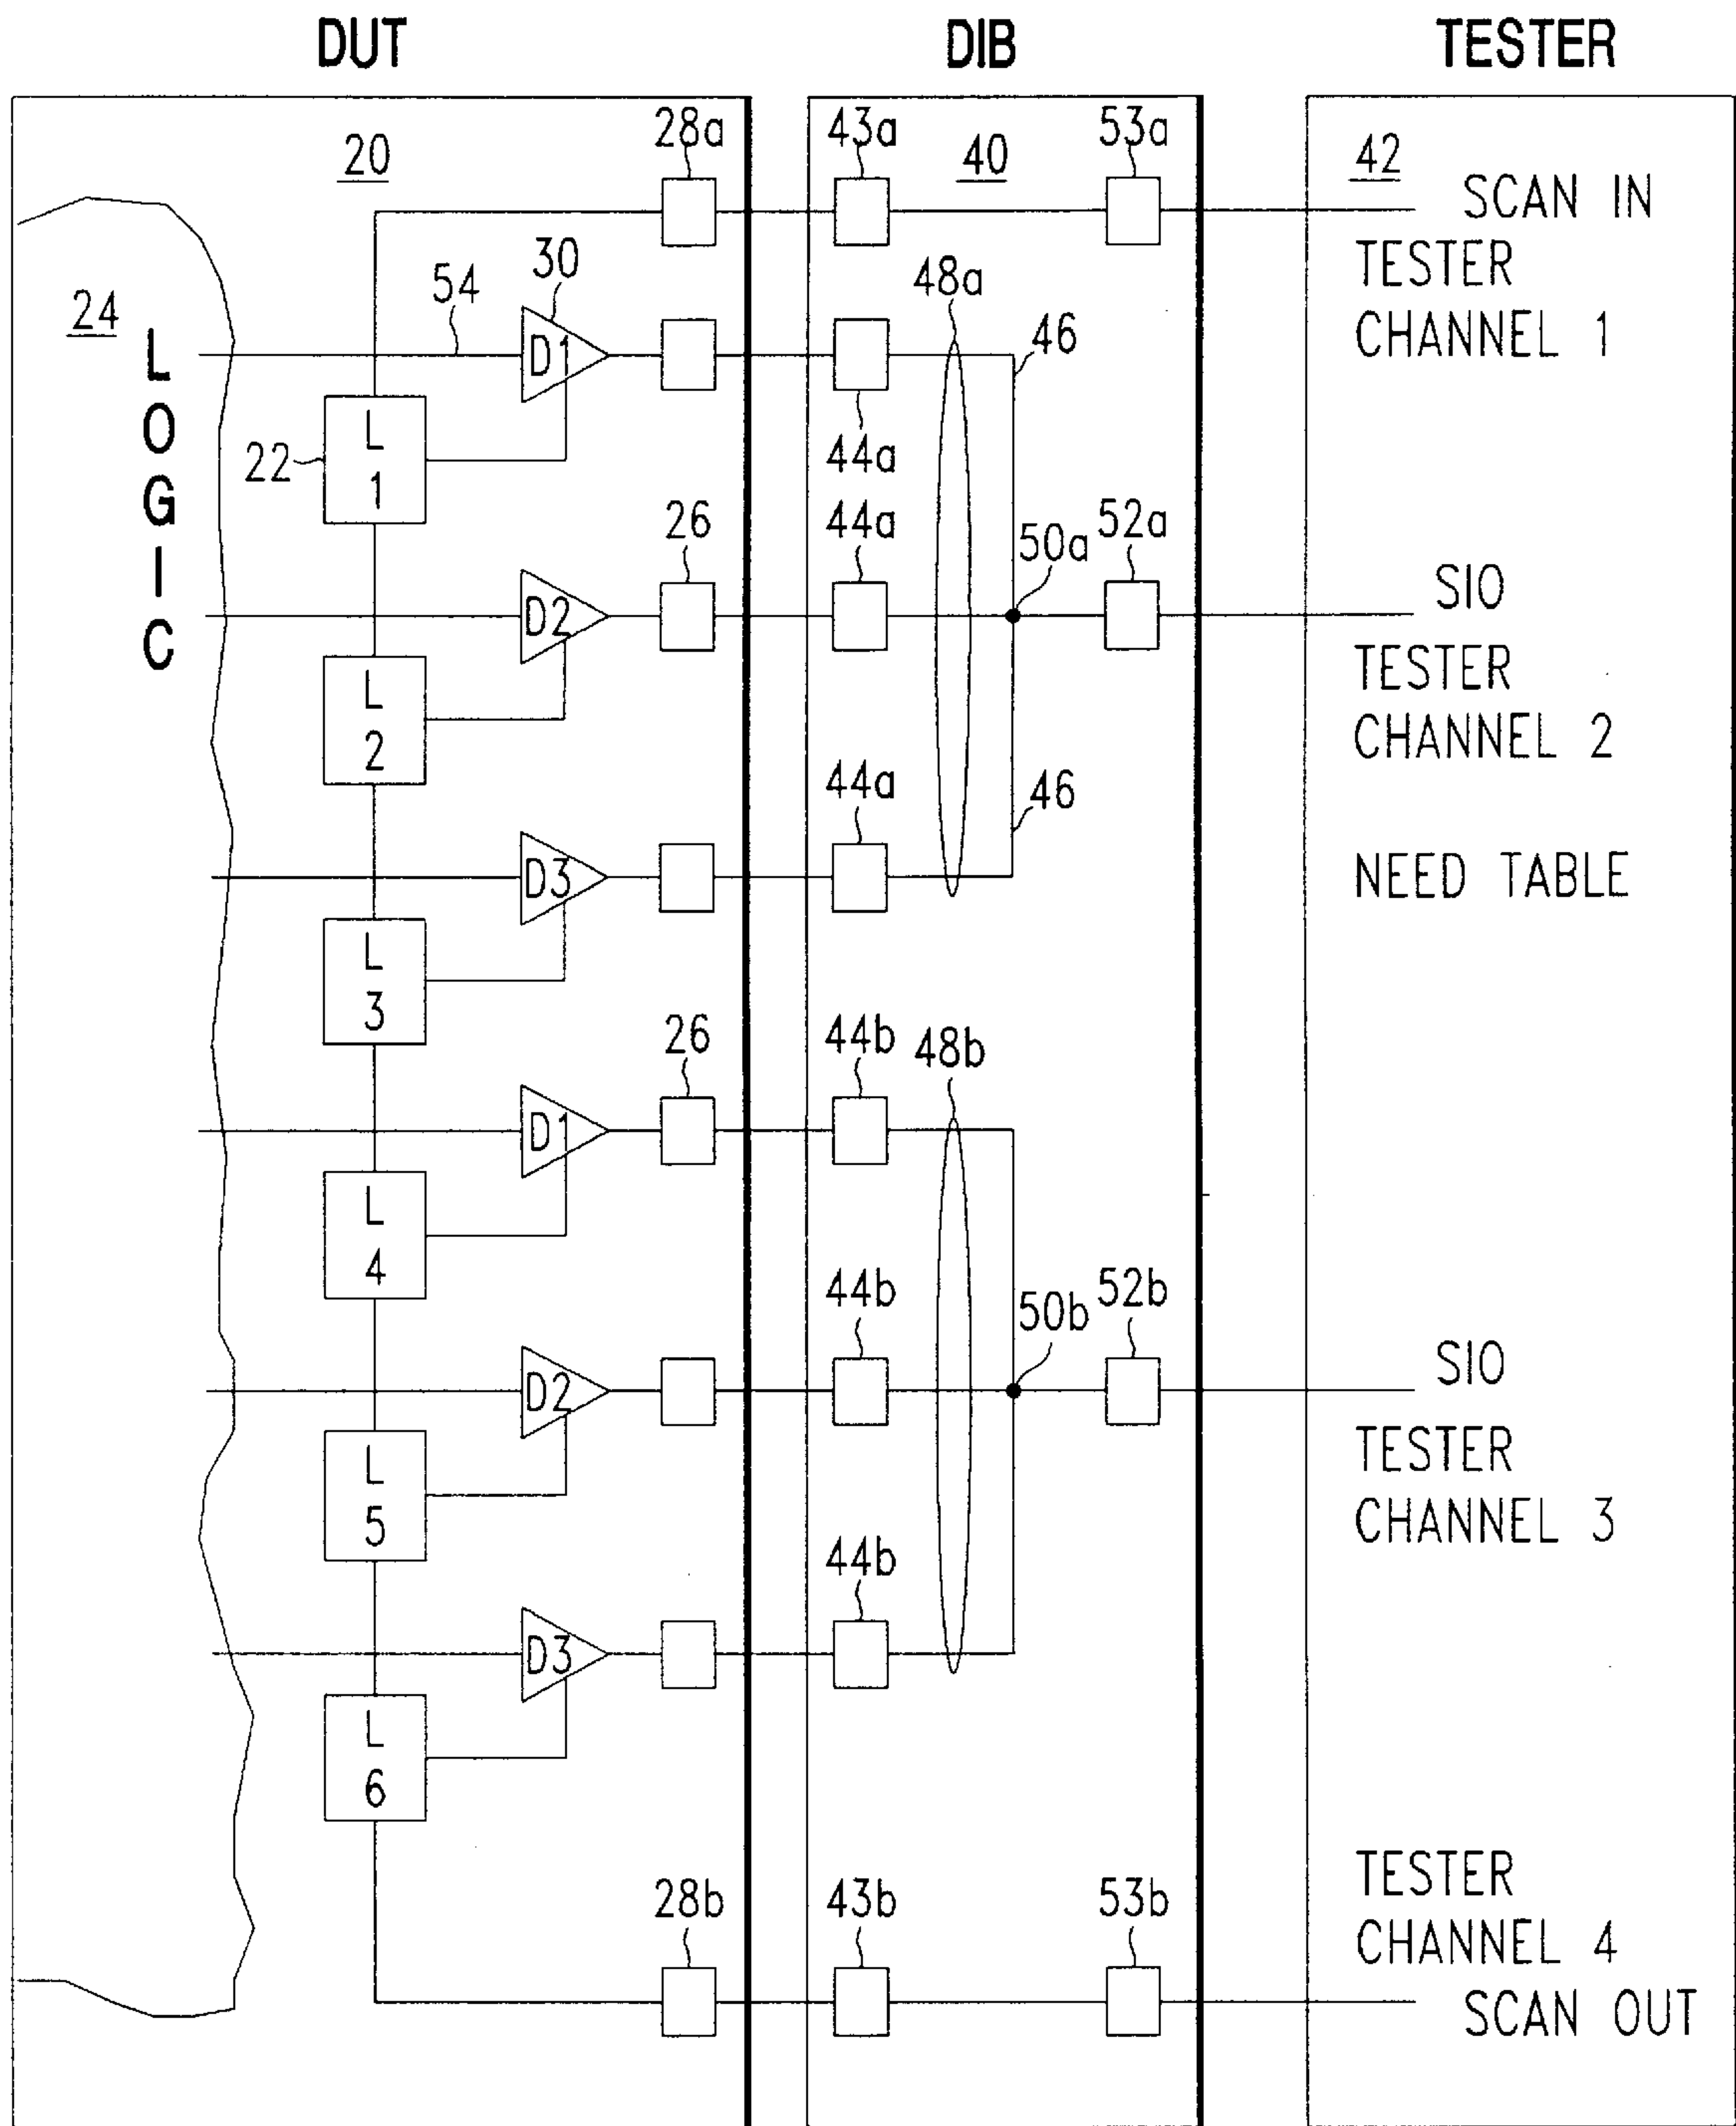 DUT
DIB
TESTER
20
28a
43a
40
53a
42
SCAN IN
TESTER
CHANNEL 1
24
LOGIC
54
30
D1
48a
46
22
L
1
44a
26
44a
50a
52a
D2
SIO
TESTER
CHANNEL 2
L
2
44a
46
D3
NEED TABLE
L
3
26
44b
48b
D1
L
4
44b
50b
52b
D2
SIO
TESTER
CHANNEL 3
L
5
44b
D3
L
6
28b
43b
53b
TESTER
CHANNEL 4
SCAN OUT